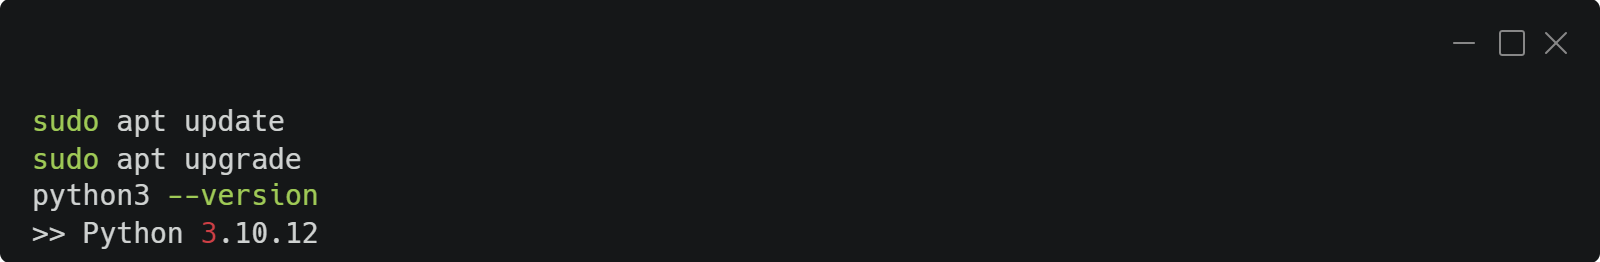 sudo apt update
sudo apt upgrade
python3 --version
>> Python 3.10.12